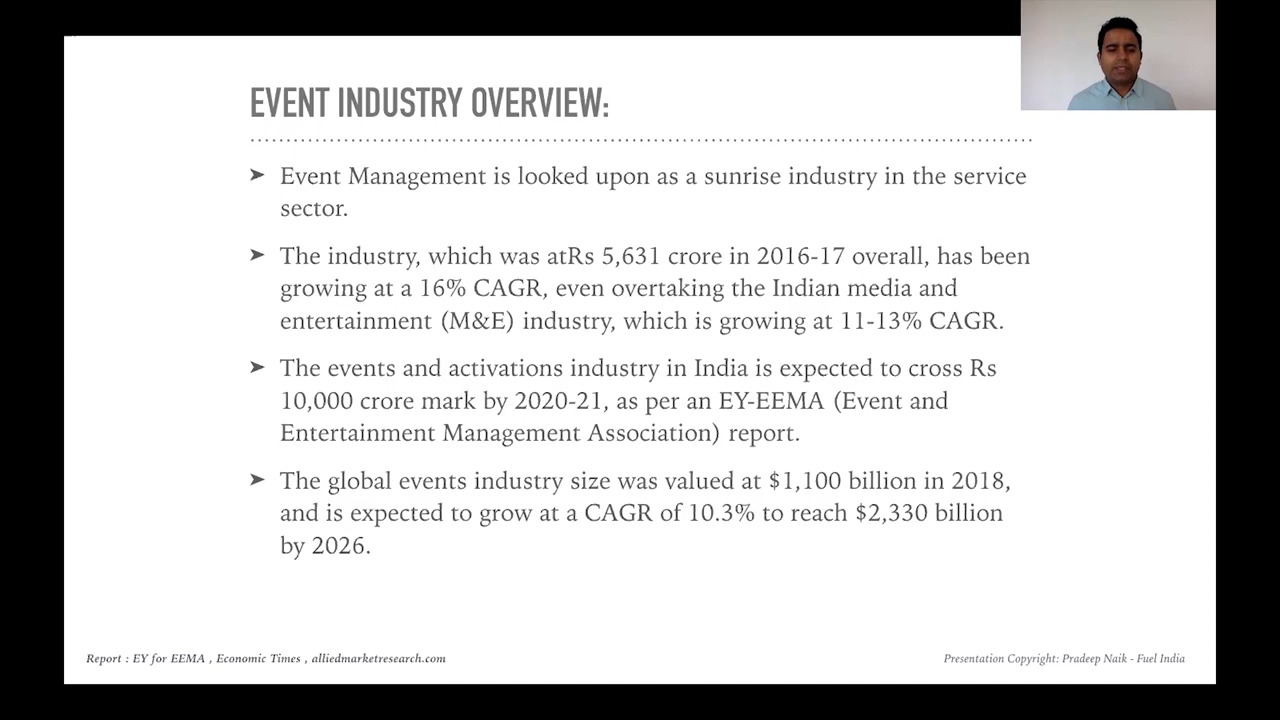 EVENT INDUSTRY OVERVIEW:
➤ Event Management is looked upon as a sunrise industry in the service
sector.
➤ The industry, which was atRs 5,631 crore in 2016-17 overall, has been
growing at a 16% CAGR, even overtaking the Indian media and
entertainment (M&E) industry, which is growing at 11-13% CAGR.
➤ The events and activations industry in India is expected to cross Rs
10,000 crore mark by 2020-21, as per an EY-EEMA (Event and
Entertainment Management Association) report.
➤ The global events industry size was valued at $1,100 billion in 2018,
and is expected to grow at a CAGR of 10.3% to reach $2,330 billion
by 2026.
Report : EY for EEMA , Economic Times , alliedmarketresearch.com
Presentation Copyright: Pradeep Naik - Fuel India